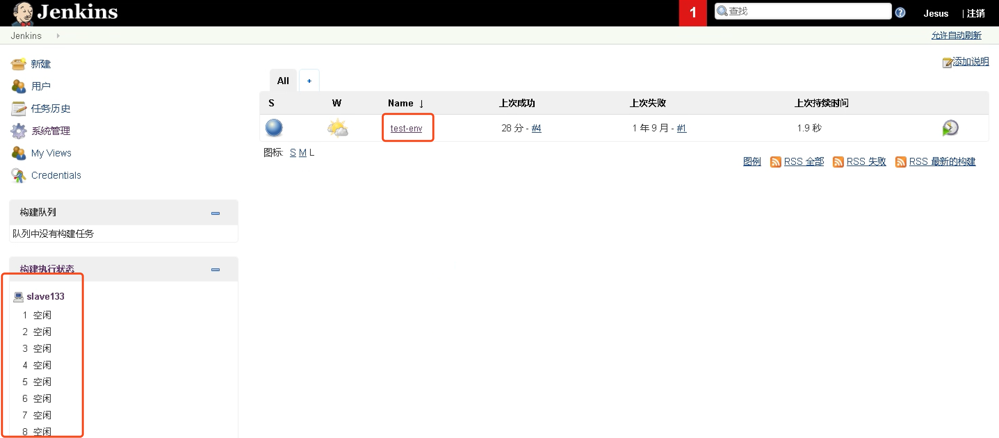 Jenkins
1
查找
Jesus
| 注销
Jenkins
允许自动刷新
新建
用户
任务历史
系统管理
My Views
Credentials
构建队列
队列中没有构建任务
构建执行状态
slave133
1 空闲
2 空闲
3 空闲
4 空闲
5 空闲
6 空闲
7 空闲
8 空闲
添加说明
All +
S W Name ↓ 上次成功 上次失败 上次持续时间
test-env 28 分 - #4 1 年 9 月 - #1 1.9 秒
图标: S M L
图例 RSS 全部 RSS 失败 RSS 最新的构建